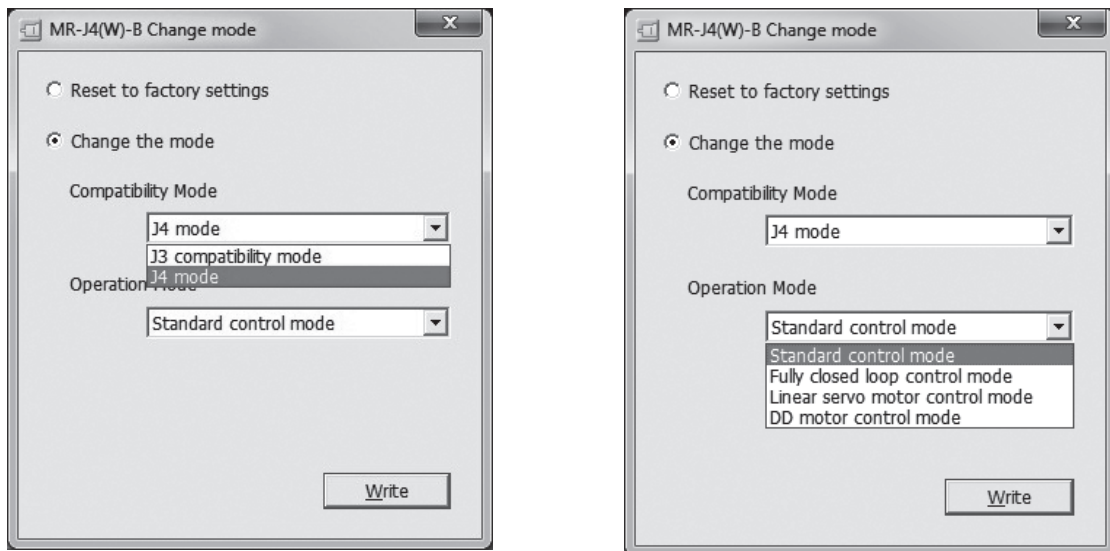 MR-J4(W)-B Change mode
x
Reset to factory settings
Change the mode
Compatibility Mode
J4 mode
J3 compatibility mode
J4 mode
Operation Mode
Standard control mode
Write
MR-J4(W)-B Change mode
x
Reset to factory settings
Change the mode
Compatibility Mode
J4 mode
Operation Mode
Standard control mode
Standard control mode
Fully closed loop control mode
Linear servo motor control mode
DD motor control mode
Write